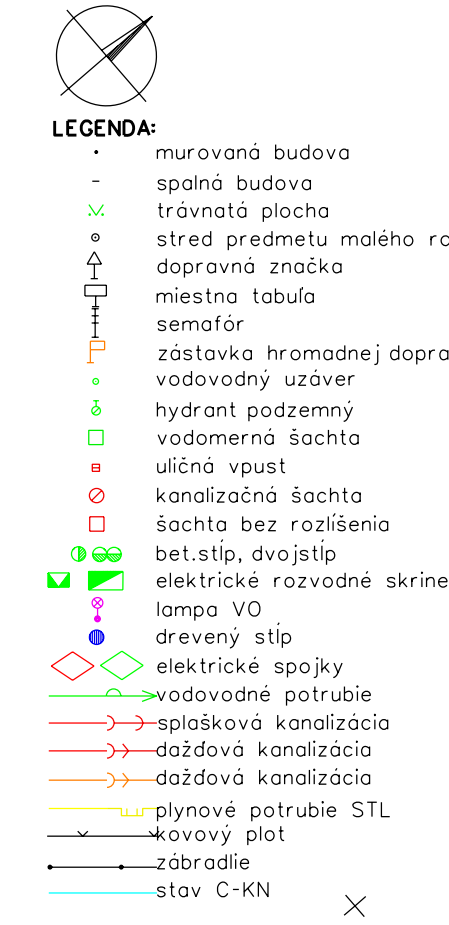 LEGENDA:
murovaná budova
spalná budova
trávnatá plocha
stred predmetu malého ro
dopravná značka
miestna tabuľa
semafór
zástavka hromadnej dopra
vodovodný uzáver
hydrant podzemný
vodomerná šachta
uličná vpust
kanalizačná šachta
šachta bez rozlíšenia
bet.stĺp, dvojstĺp
elektrické rozvodné skrine
lampa VO
drevený stĺp
elektrické spojky
vodovodné potrubie
splašková kanalizácia
dažďová kanalizácia
dažďová kanalizácia
plynové potrubie STL
kovový plot
zábradlie
stav C-KN